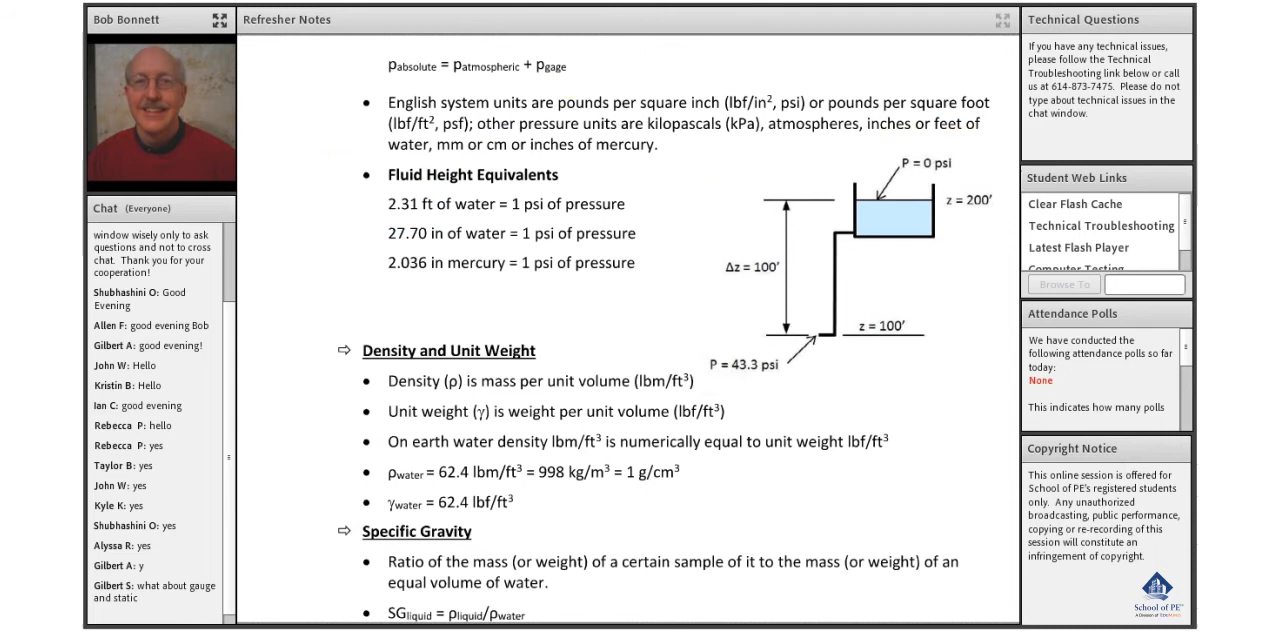 Bob Bonnett
Refresher Notes
Technical Questions
pabsolute = patmospheric + pgage
• English system units are pounds per square inch (lbf/in², psi) or pounds per square foot
(lbf/ft², psf); other pressure units are kilopascals (kPa), atmospheres, inches or feet of
water, mm or cm or inches of mercury.
• Fluid Height Equivalents
2.31 ft of water = 1 psi of pressure
27.70 in of water = 1 psi of pressure
2.036 in mercury = 1 psi of pressure
P = 0 psi
z = 200'
Δz = 100'
z = 100'
P = 43.3 psi
⇨ Density and Unit Weight
• Density (ρ) is mass per unit volume (lbm/ft³)
• Unit weight (γ) is weight per unit volume (lbf/ft³)
• On earth water density lbm/ft³ is numerically equal to unit weight lbf/ft³
• ρwater = 62.4 lbm/ft³ = 998 kg/m³ = 1 g/cm³
• γwater = 62.4 lbf/ft³
⇨ Specific Gravity
• Ratio of the mass (or weight) of a certain sample of it to the mass (or weight) of an
equal volume of water.
• SGliquid = ρliquid/ρwater
Chat (Everyone)
window wisely only to ask
questions and not to cross
chat. Thank you for your
cooperation!
Shubhashini O: Good
Evening
Allen F: good evening Bob
Gilbert A: good evening!
John W: Hello
Kristin B: Hello
Ian C: good evening
Rebecca P: hello
Rebecca P: yes
Taylor B: yes
John W: yes
Kyle K: yes
Shubhashini O: yes
Alyssa R: yes
Gilbert A: y
Gilbert S: what about gauge
and static
If you have any technical issues,
please follow the Technical
Troubleshooting link below or call
us at 614-873-7475. Please do not
type about technical issues in the
chat window.
Student Web Links
Clear Flash Cache
Technical Troubleshooting
Latest Flash Player
Computer Testing
Browse To
Attendance Polls
We have conducted the
following attendance polls so far
today:
None
This indicates how many polls
Copyright Notice
This online session is offered for
School of PE's registered students
only. Any unauthorized
broadcasting, public performance,
copying or re-recording of this
session will constitute an
infringement of copyright.
School of PE™